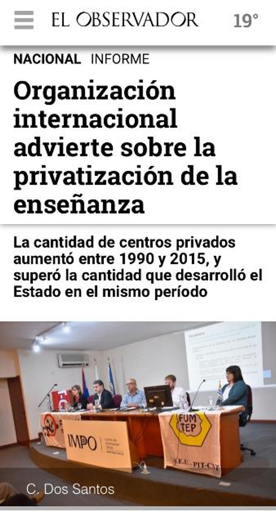 EL OBSERVADOR 19°
NACIONAL INFORME
Organización
internacional
advierte sobre la
privatización de la
enseñanza
La cantidad de centros privados
aumentó entre 1990 y 2015, y
superó la cantidad que desarrolló el
Estado en el mismo período
IMPO
FUM
TEP
C. Dos Santos